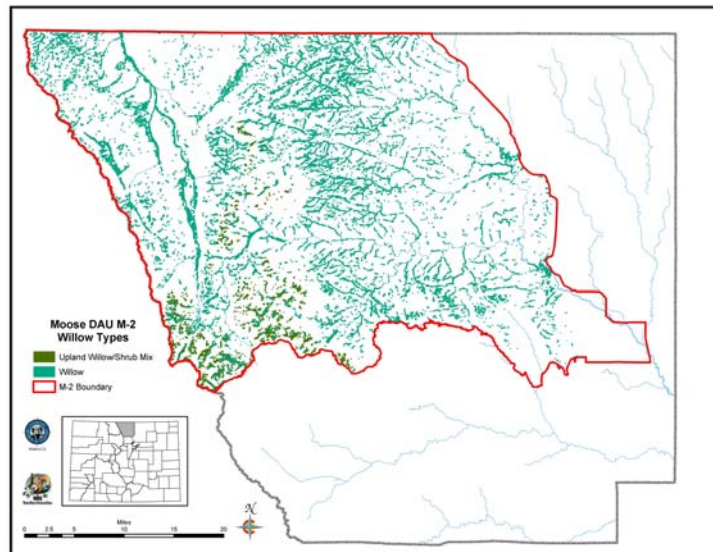 Moose DAU M-2
Willow Types
Upland Willow/Shrub Mix
Willow
M-2 Boundary
Miles
0 2.5 5 10 15 20